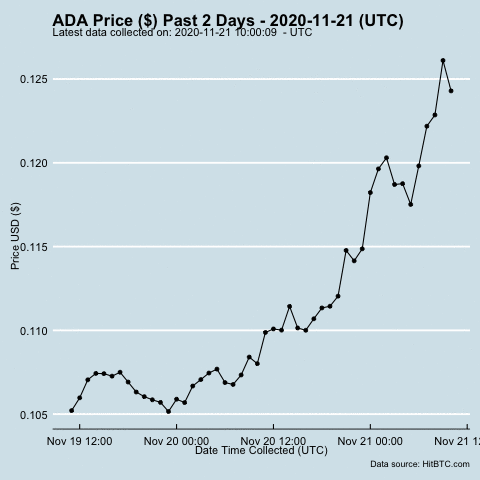 ADA Price ($) Past 2 Days - 2020-11-21 (UTC)
Latest data collected on: 2020-11-21 10:00:09 - UTC
Price USD ($)
0.125
0.120
0.115
0.110
0.105
Nov 19 12:00 Nov 20 00:00 Nov 20 12:00 Nov 21 00:00 Nov 21 1
Date Time Collected (UTC)
Data source: HitBTC.com